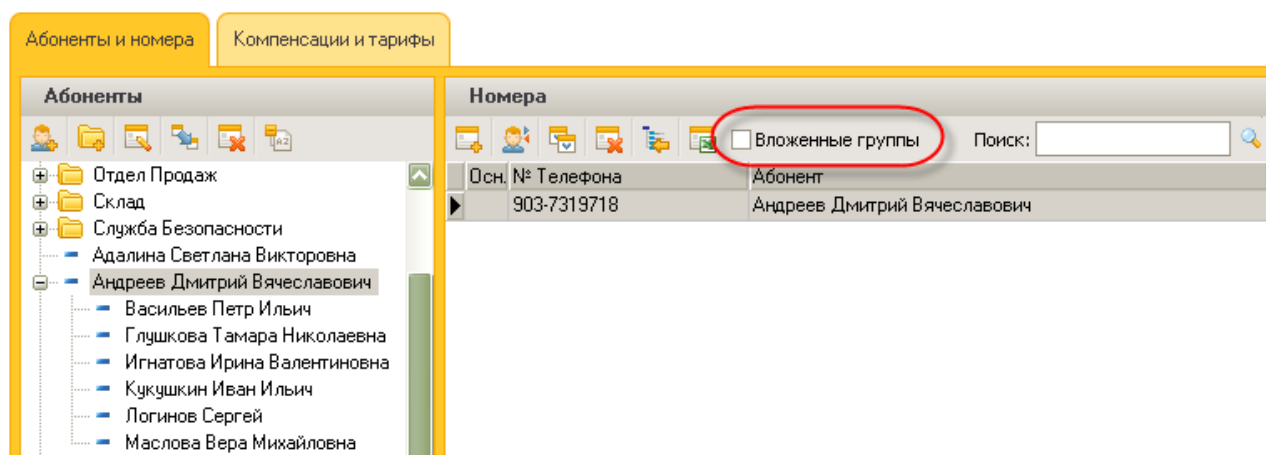 Абоненты и номера
Компенсации и тарифы
Абоненты
Номера
AZ
Вложенные группы
Поиск:
Отдел Продаж
Склад
Служба Безопасности
Адалина Светлана Викторовна
Андреев Дмитрий Вячеславович
Васильев Петр Ильич
Глушкова Тамара Николаевна
Игнатова Ирина Валентиновна
Кукушкин Иван Ильич
Логинов Сергей
Маслова Вера Михайловна
Осн. № Телефона Абонент
903-7319718 Андреев Дмитрий Вячеславович